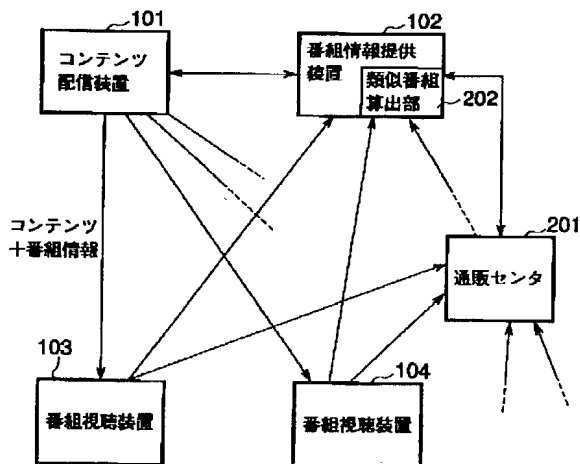 101
コンテンツ
配信装置
102
番組情報提供
装置
類似番組
算出部
202
コンテンツ
十番組情報
201
通販センタ
103
番組視聴装置
104
番組視聴装置